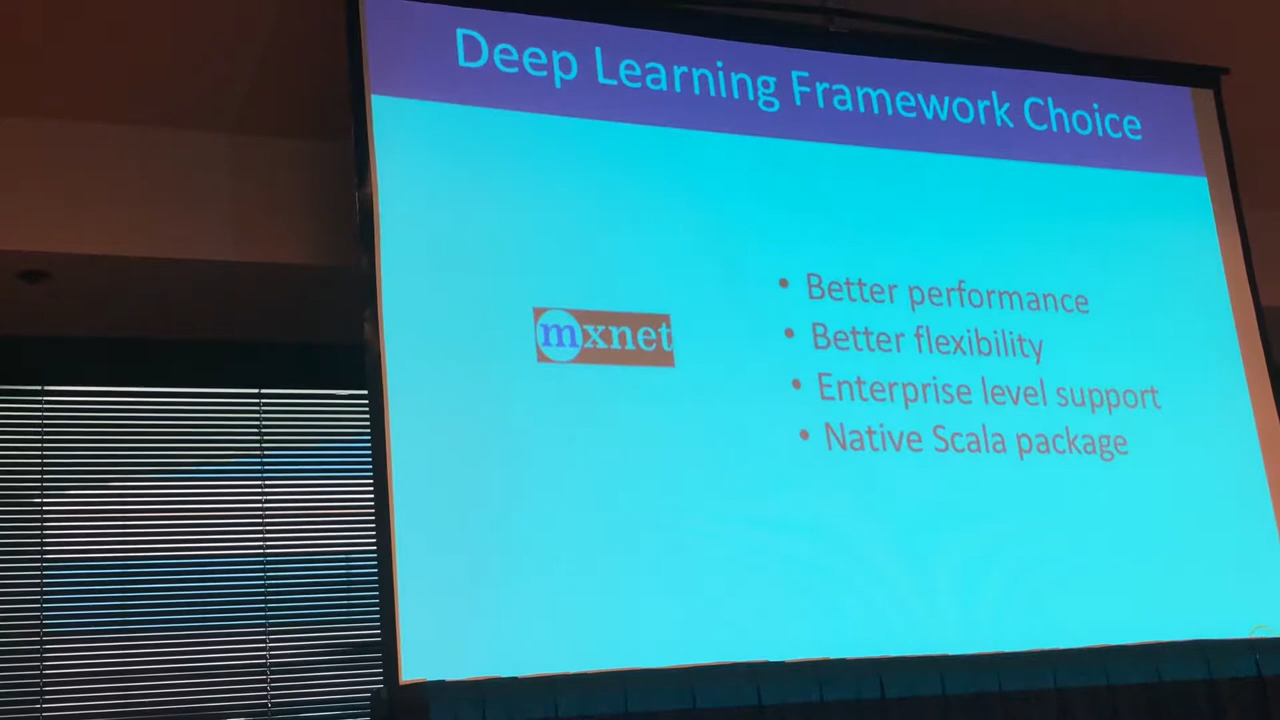 Deep Learning Framework Choice
mxnet
• Better performance
• Better flexibility
• Enterprise level support
• Native Scala package